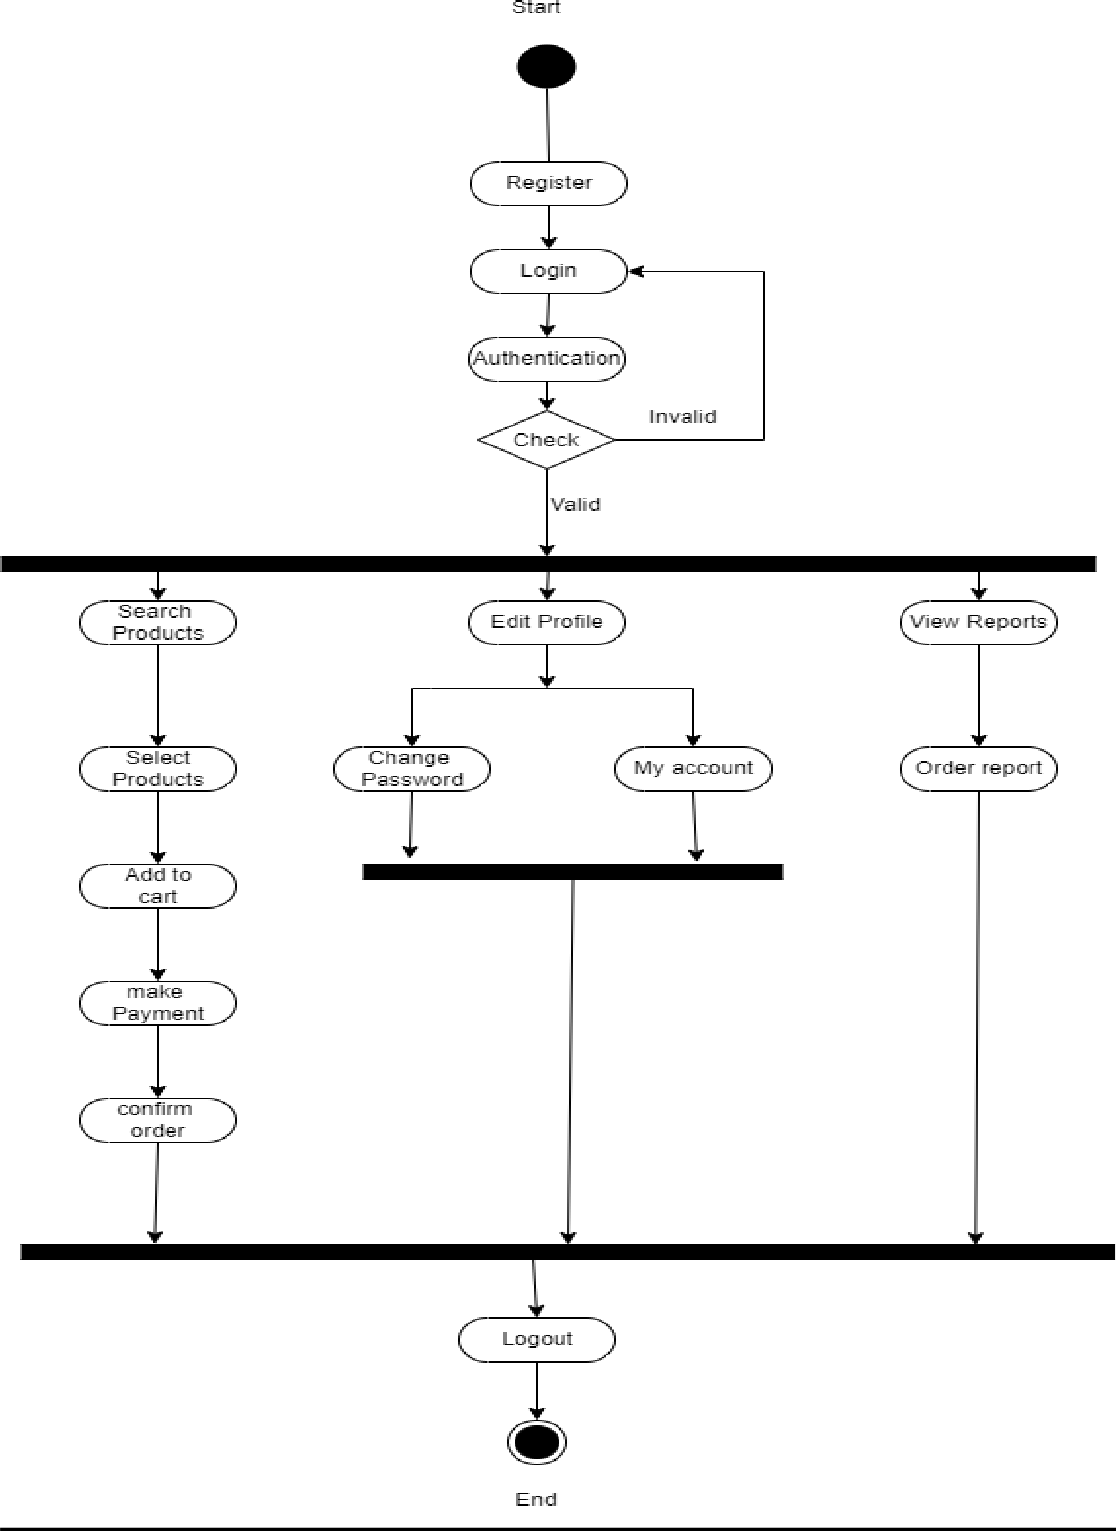 Start
Register
Login
Authentication
Invalid
Check
Valid
Search
Products
Edit Profile
View Reports
Select
Products
Change
Password
My account
Order report
Add to
cart
make
Payment
confirm
order
Logout
End